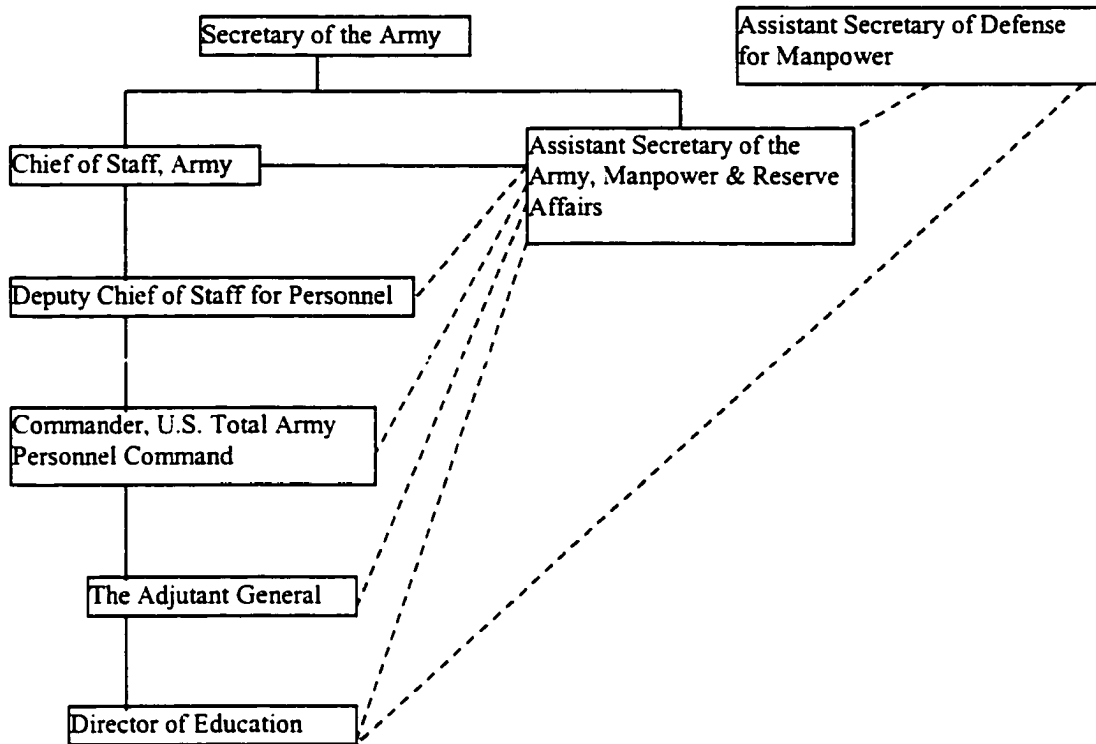 Secretary of the Army
Assistant Secretary of Defense
for Manpower
Chief of Staff, Army
Assistant Secretary of the
Army, Manpower & Reserve
Affairs
Deputy Chief of Staff for Personnel
Commander, U.S. Total Army
Personnel Command
The Adjutant General
Director of Education